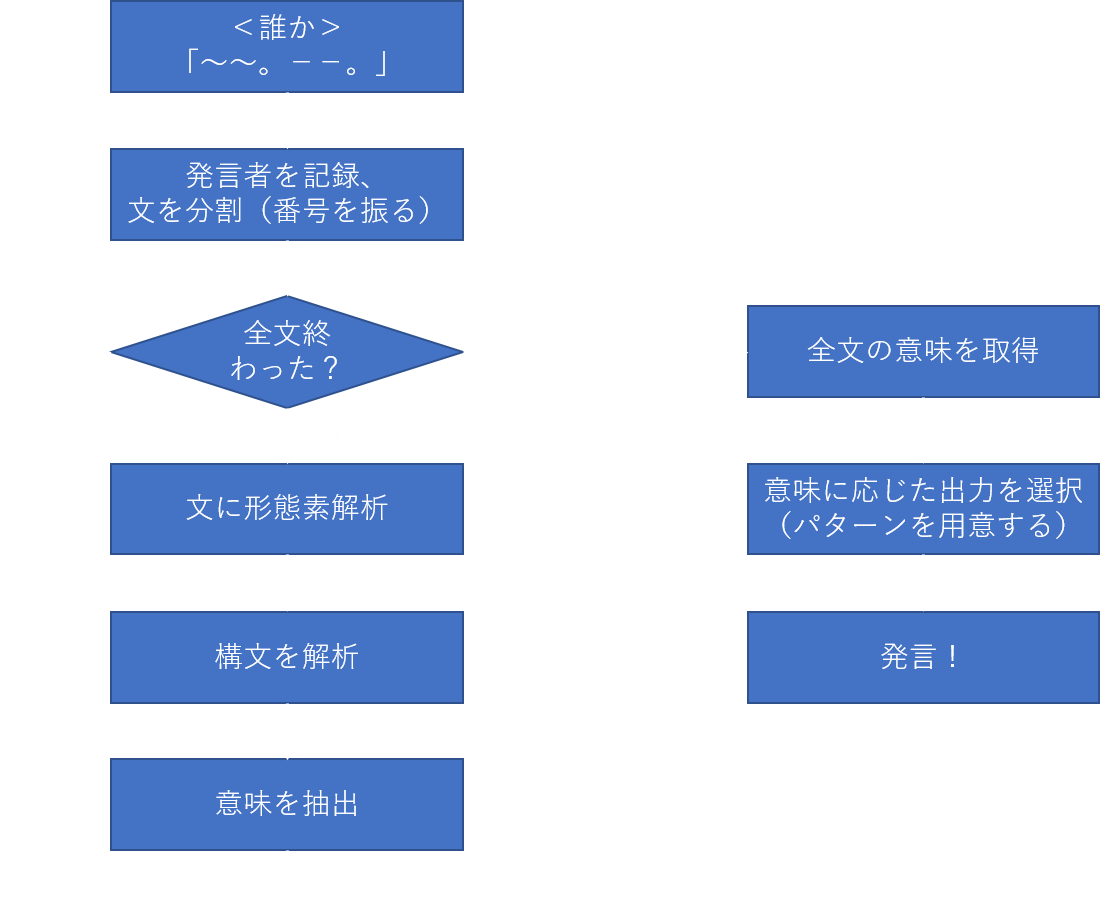 ＜誰か＞
「～～。－－。」
発言者を記録、
文を分割（番号を振る）
全文終
わった？
文に形態素解析
構文を解析
意味を抽出
全文の意味を取得
意味に応じた出力を選択
（パターンを用意する）
発言！